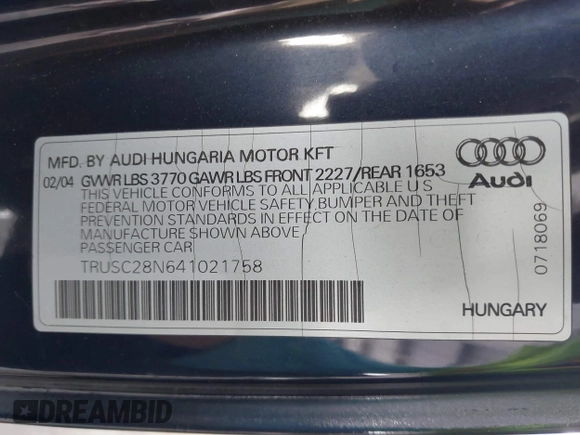 MFD. BY AUDI HUNGARIA MOTOR KFT
02/04 GVWR LBS 3770 GAWR LBS FRONT 2227/REAR 1653
THIS VEHICLE CONFORMS TO ALL APPLICABLE U S
FEDERAL MOTOR VEHICLE SAFETY BUMPER AND THEFT
PREVENTION STANDARDS IN EFFECT ON THE DATE OF
MANUFACTURE SHOWN ABOVE.
PASSENGER CAR
TRUSC28N641021758
Audi
0718069
HUNGARY
DREAMBID